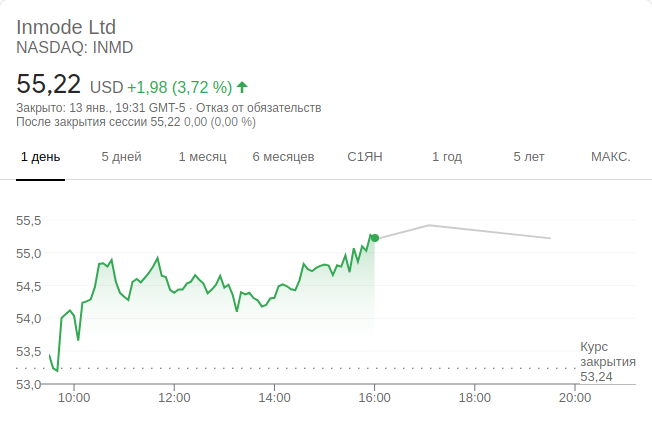 Inmode Ltd
NASDAQ: INMD
55,22 USD +1,98 (3,72 %)
Закрыто: 13 янв., 19:31 GMT-5 · Отказ от обязательств
После закрытия сессии 55,22 0,00 (0,00 %)
1 день 5 дней 1 месяц 6 месяцев С1ЯН 1 год 5 лет МАКС.
55,5
55,0
54,5
54,0
53,5
53,0
Курс
закрытия
53,24
10:00 12:00 14:00 16:00 18:00 20:00